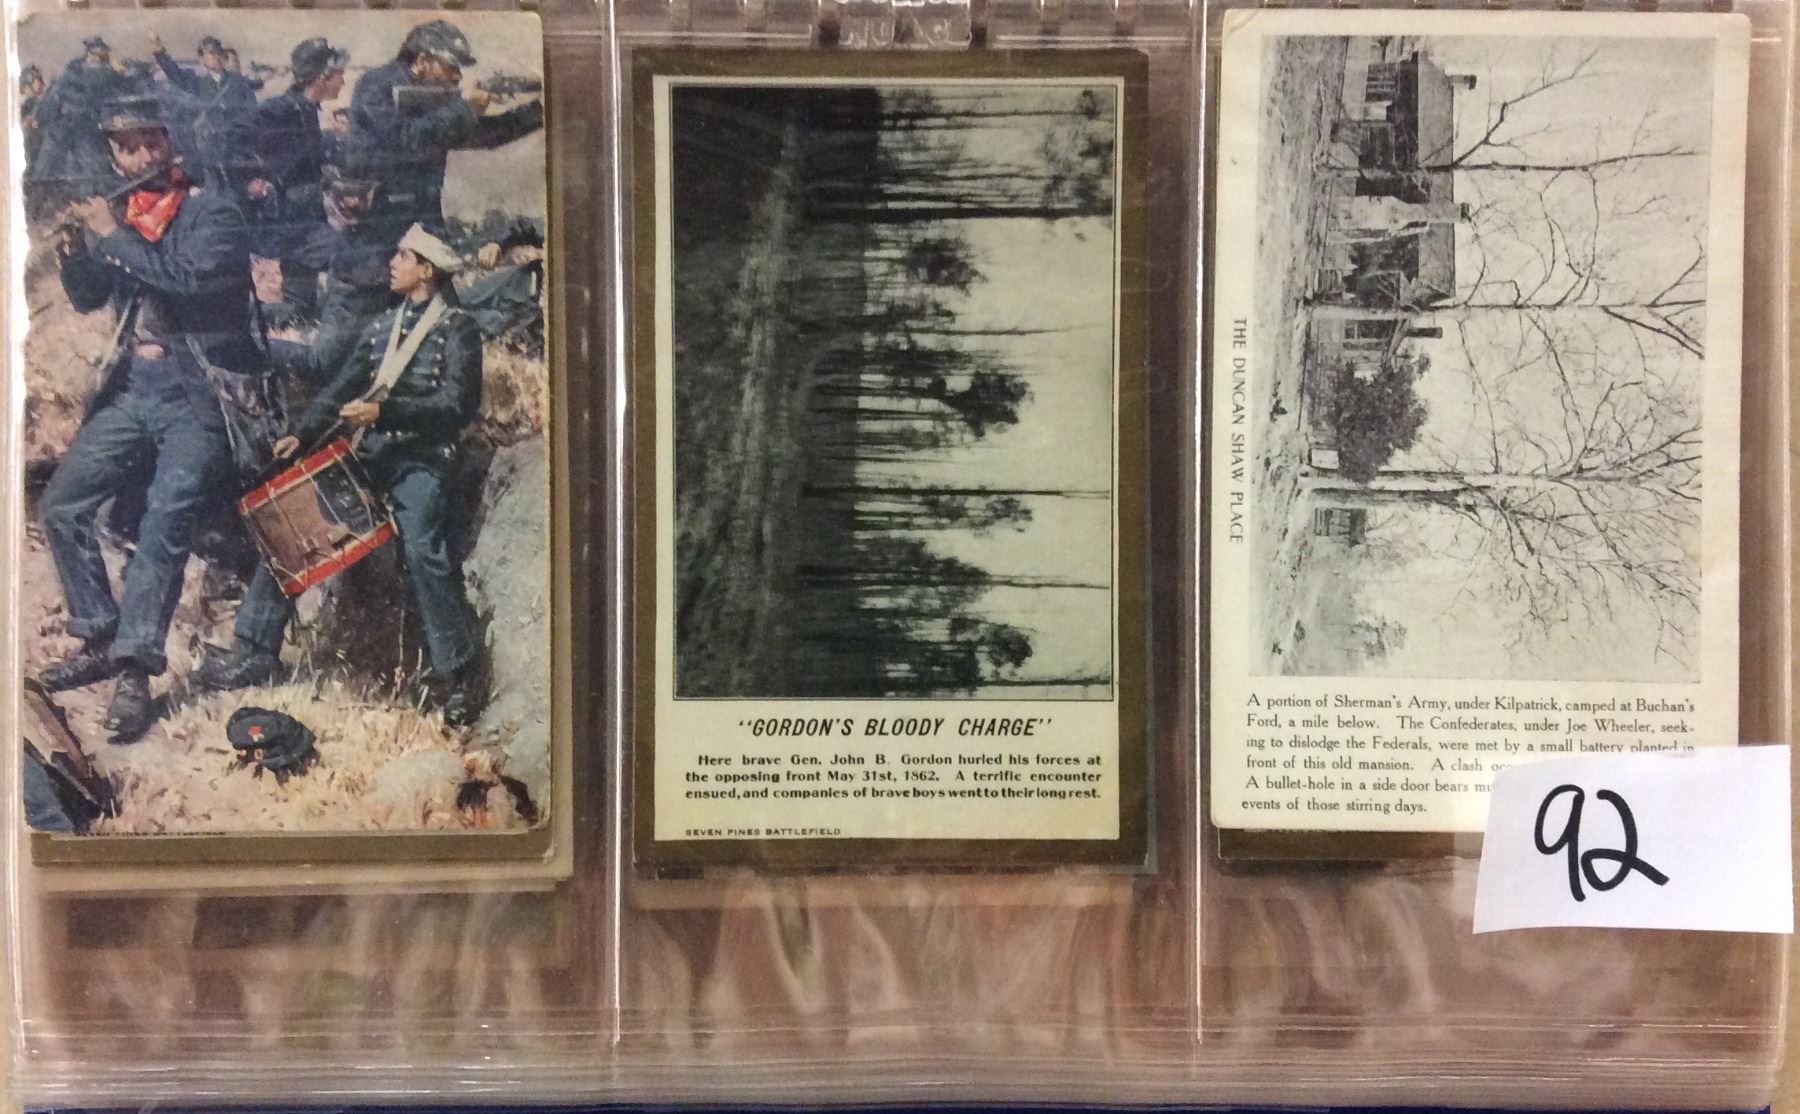 "GORDON'S BLOODY CHARGE"
Here brave Gen. John B. Gordon hurled his forces at
the opposing front May 31st, 1862. A terrific encounter
ensued, and companies of brave boys went to their long rest.
SEVEN PINES BATTLEFIELD
THE DUNCAN SHAW PLACE
A portion of Sherman's Army, under Kilpatrick, camped at Buchan's
Ford, a mile below. The Confederates, under Joe Wheeler, seek-
ing to dislodge the Federals, were met by a small battery planted in
front of this old mansion. A clash
A bullet-hole in a side door bears
events of those stirring days.
92